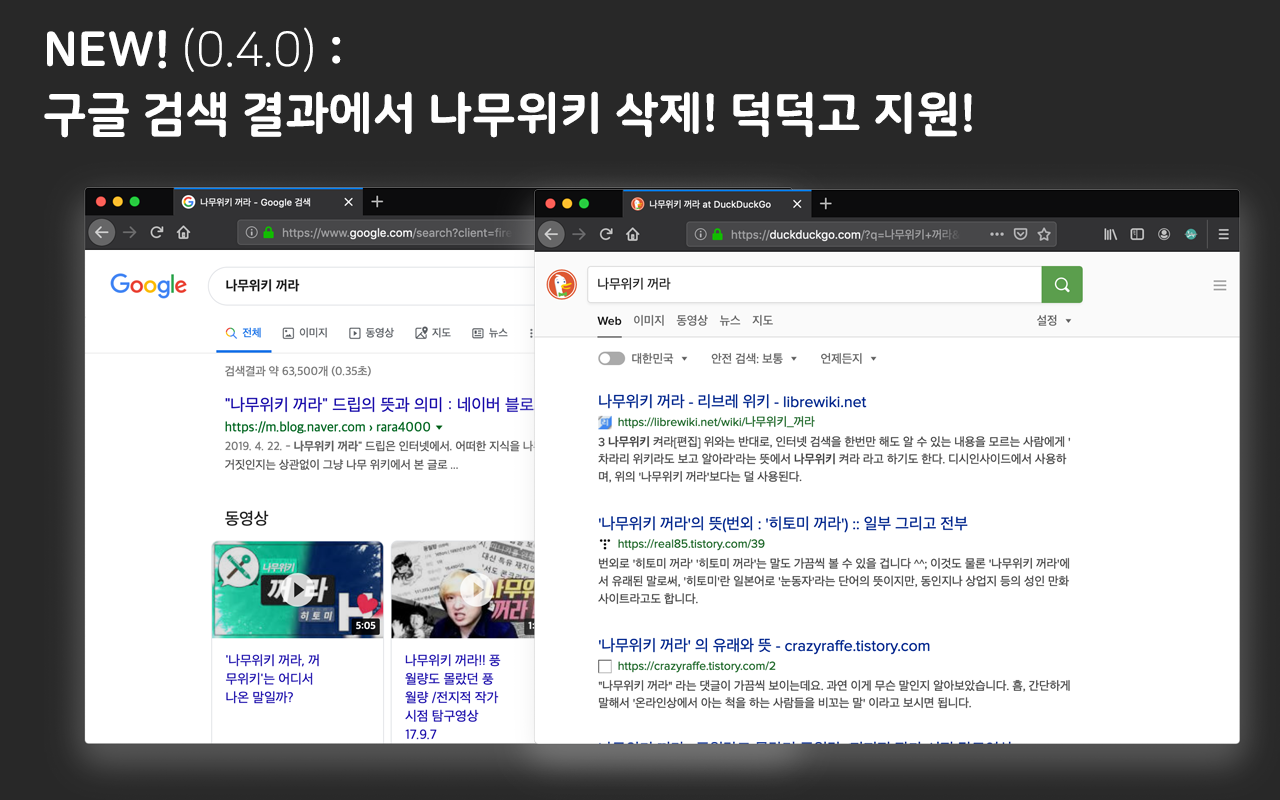 NEW! (0.4.0) :
구글 검색 결과에서 나무위키 삭제! 덕덕고 지원!
나무위키 꺼라 - Google 검색
https://www.google.com/search?client=fire
Google
나무위키 꺼라
전체 이미지 동영상 지도 뉴스
검색결과 약 63,500개 (0.35초)
"나무위키 꺼라" 드립의 뜻과 의미 : 네이버 블로
https://m.blog.naver.com › rara4000
2019. 4. 22. - 나무위키 꺼라" 드립은 인터넷에서. 어떠한 지식을 나
거짓인지는 상관없이 그냥 나무 위키에서 본 글로 ...
동영상
나무위키
꺼라
히토미
5:05
나무위
꺼라
1:
'나무위키 꺼라, 꺼
무위키'는 어디서
나온 말일까?
나무위키 꺼라!! 풍
월량도 몰랐던 풍
월량 /전지적 작가
시점 탐구영상
17.9.7
나무위키 꺼라 at DuckDuckGo
https://duckduckgo.com/?q=나무위키+꺼라&
나무위키 꺼라
Web 이미지 동영상 뉴스 지도 설정
대한민국 안전 검색: 보통 언제든지
나무위키 꺼라 - 리브레 위키 - librewiki.net
https://librewiki.net/wiki/나무위키_꺼라
3 나무위키 켜라[편집] 위와는 반대로, 인터넷 검색을 한번만 해도 알 수 있는 내용을 모르는 사람에게 '
차라리 위키라도 보고 알아라'라는 뜻에서 나무위키 켜라 라고 하기도 한다. 디시인사이드에서 사용하
며, 위의 '나무위키 꺼라'보다는 덜 사용된다.
'나무위키 꺼라'의 뜻(번외 : '히토미 꺼라') :: 일부 그리고 전부
https://real85.tistory.com/39
번외로 '히토미 꺼라' '히토미 꺼라'는 말도 가끔씩 볼 수 있을 겁니다 ^^; 이것도 물론 '나무위키 꺼라'에
서 유래된 말로써, '히토미'란 일본어로 '눈동자'라는 단어의 뜻이지만, 동인지나 상업지 등의 성인 만화
사이트라고도 합니다.
'나무위키 꺼라' 의 유래와 뜻 - crazyraffe.tistory.com
https://crazyraffe.tistory.com/2
"나무위키 꺼라" 라는 댓글이 가끔씩 보이는데요. 과연 이게 무슨 말인지 알아보았습니다. 흠, 간단하게
말해서 '온라인상에서 아는 척을 하는 사람들을 비꼬는 말' 이라고 보시면 됩니다.